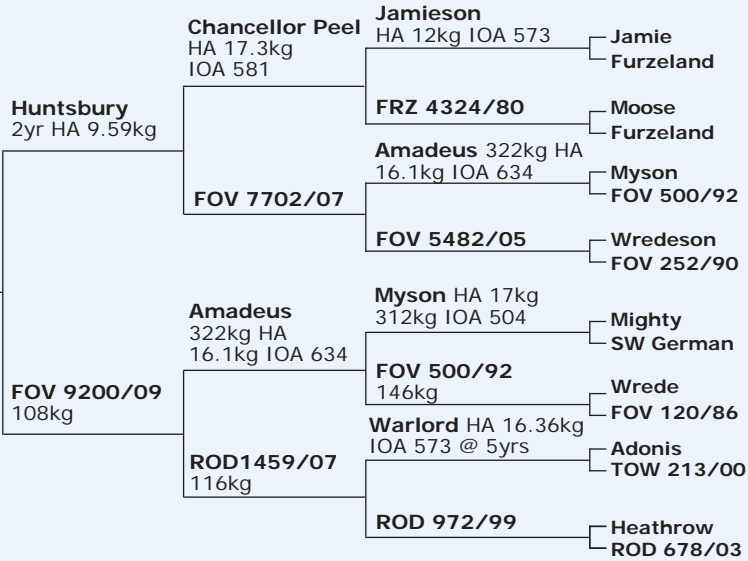 Huntsbury
2yr HA 9.59kg
FOV 9200/09
108kg
Chancellor Peel
HA 17.3kg
IOA 581
FOV 7702/07
Amadeus
322kg HA
16.1kg IOA 634
ROD1459/07
116kg
Jamieson
HA 12kg IOA 573
FRZ 4324/80
Amadeus 322kg HA
16.1kg IOA 634
FOV 5482/05
Myson HA 17kg
312kg IOA 504
FOV 500/92
146kg
Warlord HA 16.36kg
IOA 573 @ 5yrs
ROD 972/99
Jamie
Furzeland
Moose
Furzeland
Myson
FOV 500/92
Wredeson
FOV 252/90
Mighty
SW German
Wrede
FOV 120/86
Adonis
TOW 213/00
Heathrow
ROD 678/03